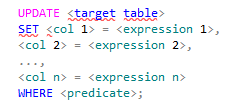 UPDATE <target table>
SET <col 1> = <expression 1>,
<col 2> = <expression 2>,
...,
<col n> = <expression n>
WHERE <predicate>;